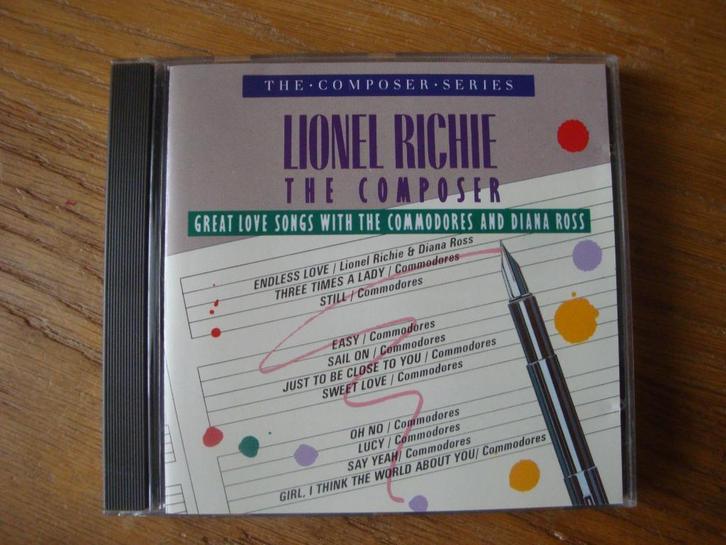 THE·COMPOSER·SERIES
LIONEL RICHIE
THE COMPOSER
GREAT LOVE SONGS WITH THE COMMODORES AND DIANA ROSS
ENDLESS LOVE / Lionel Richie & Diana Ross
THREE TIMES A LADY / Commodores
STILL / Commodores
EASY / Commodores
SAIL ON / Commodores
JUST TO BE CLOSE TO YOU / Commodores
SWEET LOVE / Commodores
OH NO / Commodores
LUCY / Commodores
SAY YEAH / Commodores
GIRL, I THINK THE WORLD ABOUT YOU / Commodores